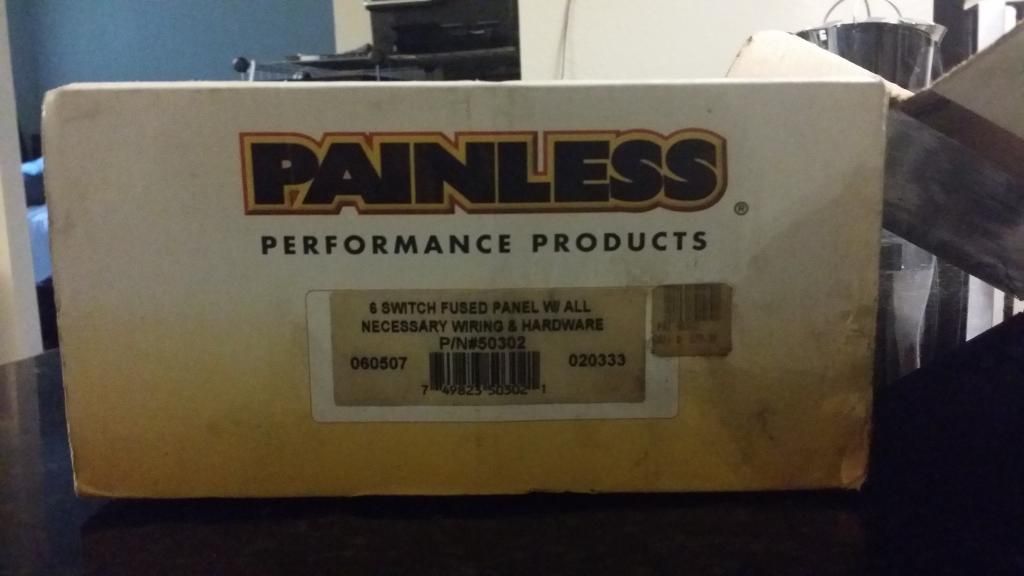 PAINLESS®
PERFORMANCE PRODUCTS
6 SWITCH FUSED PANEL W/ ALL
NECESSARY WIRING & HARDWARE
P/N#50302
060507 020333
7 49823 50302 1